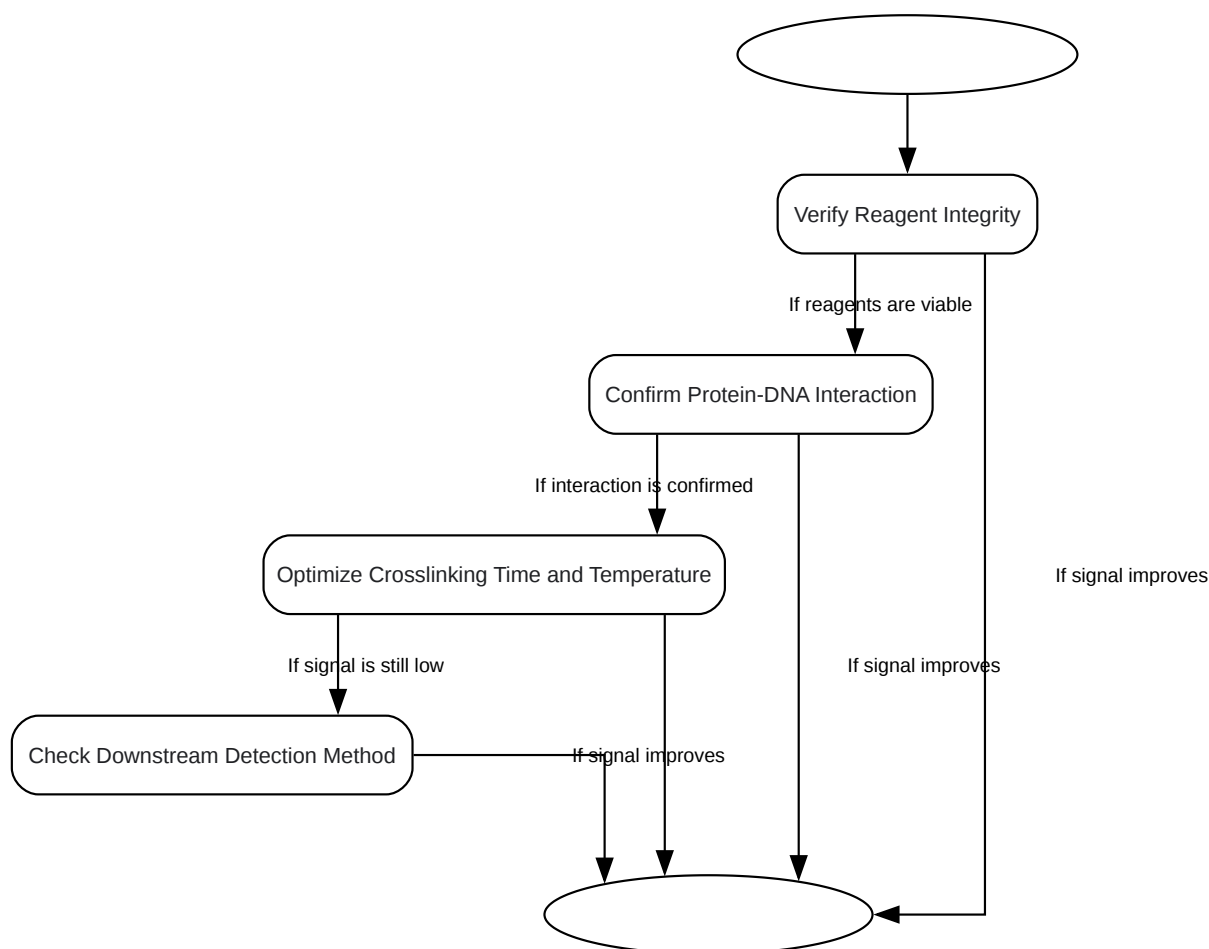 Verify Reagent Integrity
If reagents are viable
Confirm Protein-DNA Interaction
If interaction is confirmed
Optimize Crosslinking Time and Temperature
If signal improves
If signal is still low
If signal improves
Check Downstream Detection Method
If signal improves